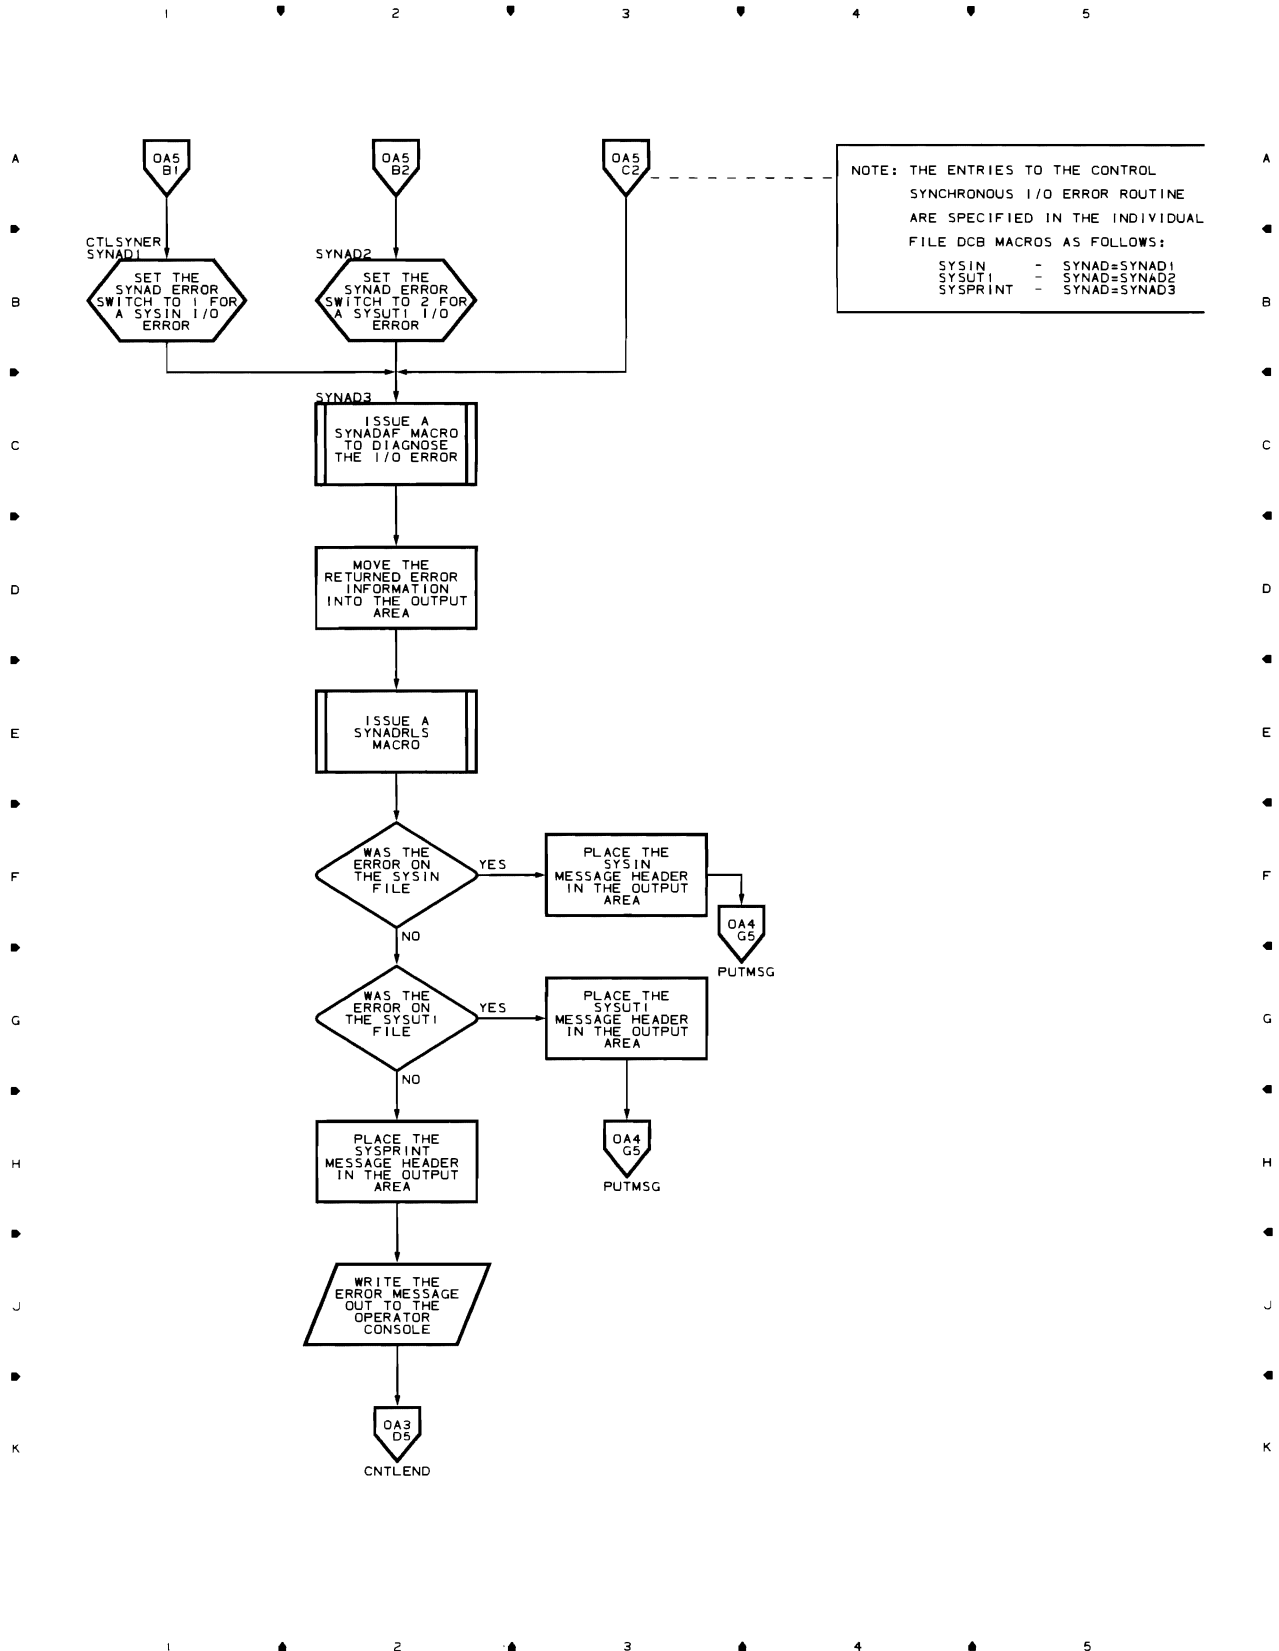 1 2 3 4 5
A A
OA5
B1
OA5
B2
OA5
C2
NOTE: THE ENTRIES TO THE CONTROL
SYNCHRONOUS I/O ERROR ROUTINE
ARE SPECIFIED IN THE INDIVIDUAL
FILE DCB MACROS AS FOLLOWS:
SYSIN - SYNAD=SYNAD1
SYSUT1 - SYNAD=SYNAD2
SYSPRINT - SYNAD=SYNAD3
CTLSYNER
SYNAD1
SYNAD2
B B
SET THE
SYNAD ERROR
SWITCH TO 1 FOR
A SYSIN I/O
ERROR
SET THE
SYNAD ERROR
SWITCH TO 2 FOR
A SYSUT1 I/O
ERROR
SYNAD3
C C
ISSUE A
SYNADAF MACRO
TO DIAGNOSE
THE I/O ERROR
D D
MOVE THE
RETURNED ERROR
INFORMATION
INTO THE OUTPUT
AREA
E E
ISSUE A
SYNADRLS
MACRO
F F
WAS THE
ERROR ON
THE SYSIN
FILE
YES
PLACE THE
SYSIN
MESSAGE HEADER
IN THE OUTPUT
AREA
OA4
G5
PUTMSG
NO
G G
WAS THE
ERROR ON
THE SYSUT1
FILE
YES
PLACE THE
SYSUT1
MESSAGE HEADER
IN THE OUTPUT
AREA
NO
H H
PLACE THE
SYSPRINT
MESSAGE HEADER
IN THE OUTPUT
AREA
OA4
G5
PUTMSG
J J
WRITE THE
ERROR MESSAGE
OUT TO THE
OPERATOR
CONSOLE
K K
OA3
D5
CNTLEND
1 2 3 4 5